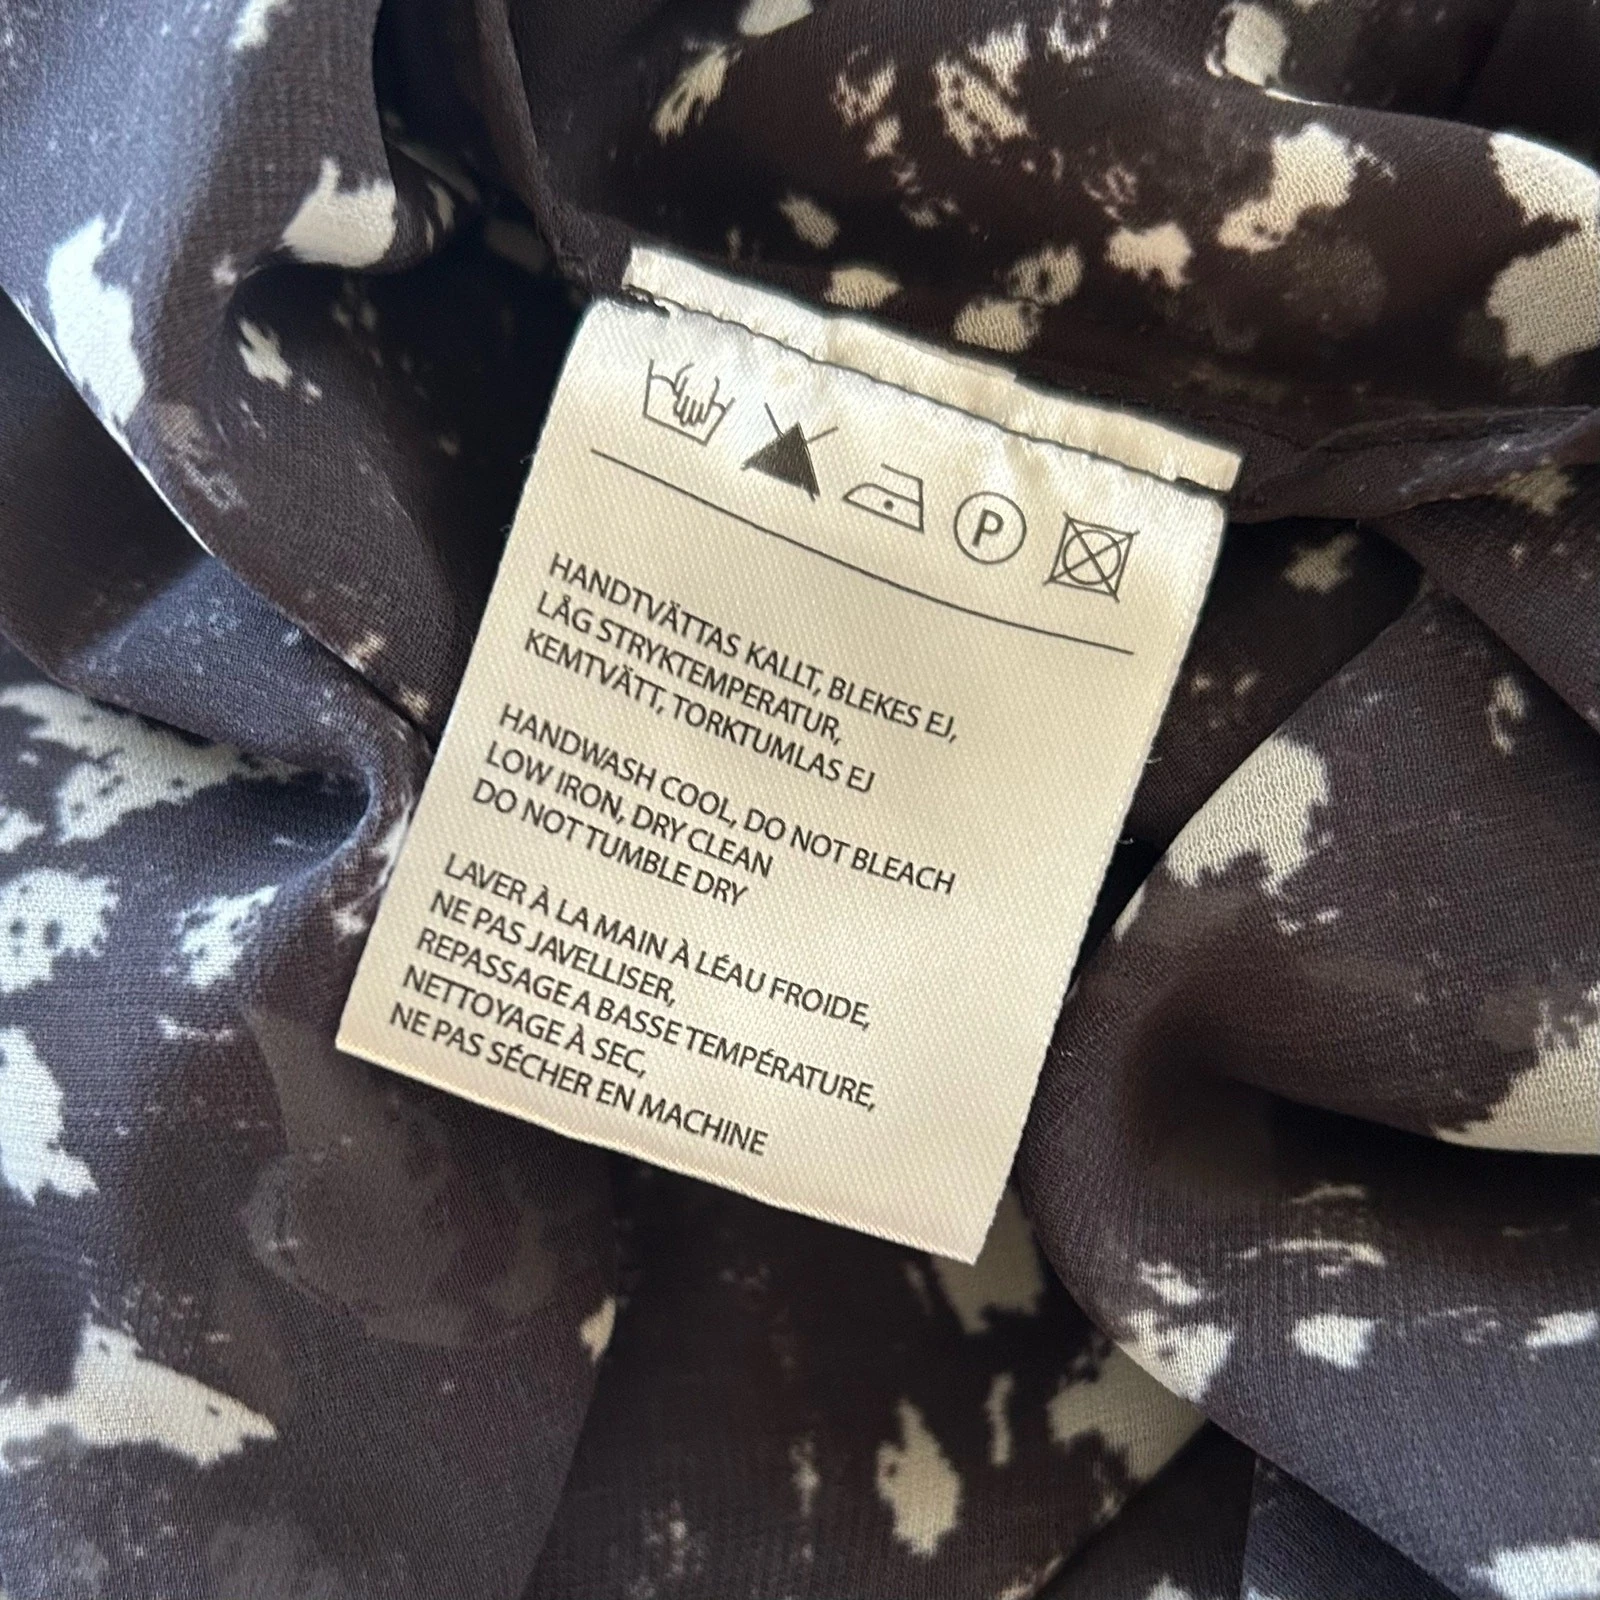 P
HANDTVÄTTAS KALLT, BLEKES EJ,
LÅG STRYKTEMPERATUR,
KEMTVÄTT, TORKTUMLAS EJ
HANDWASH COOL, DO NOT BLEACH
LOW IRON, DRY CLEAN
DO NOT TUMBLE DRY
LAVER À LA MAIN À LÉAU FROIDE,
NE PAS JAVELLISER,
REPASSAGE A BASSE TEMPÉRATURE,
NETTOYAGE À SEC,
NE PAS SÉCHER EN MACHINE